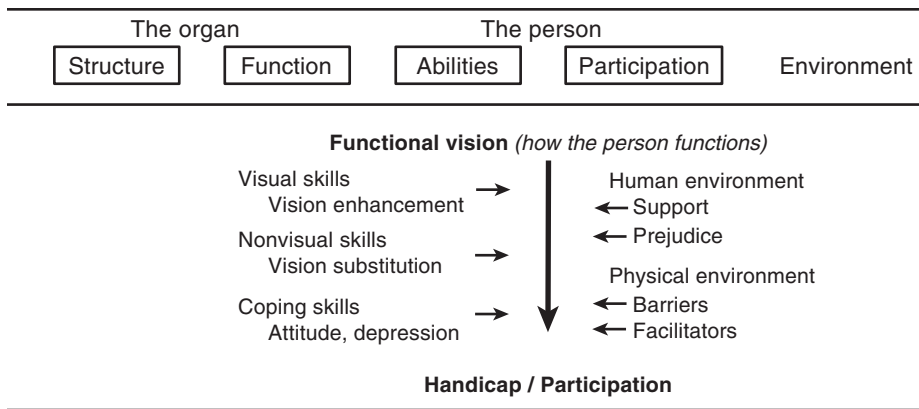 The organ The person
Structure Function Abilities Participation Environment
Functional vision (how the person functions)
Visual skills
Vision enhancement
Nonvisual skills
Vision substitution
Coping skills
Attitude, depression
Human environment
Support
Prejudice
Physical environment
Barriers
Facilitators
Handicap / Participation